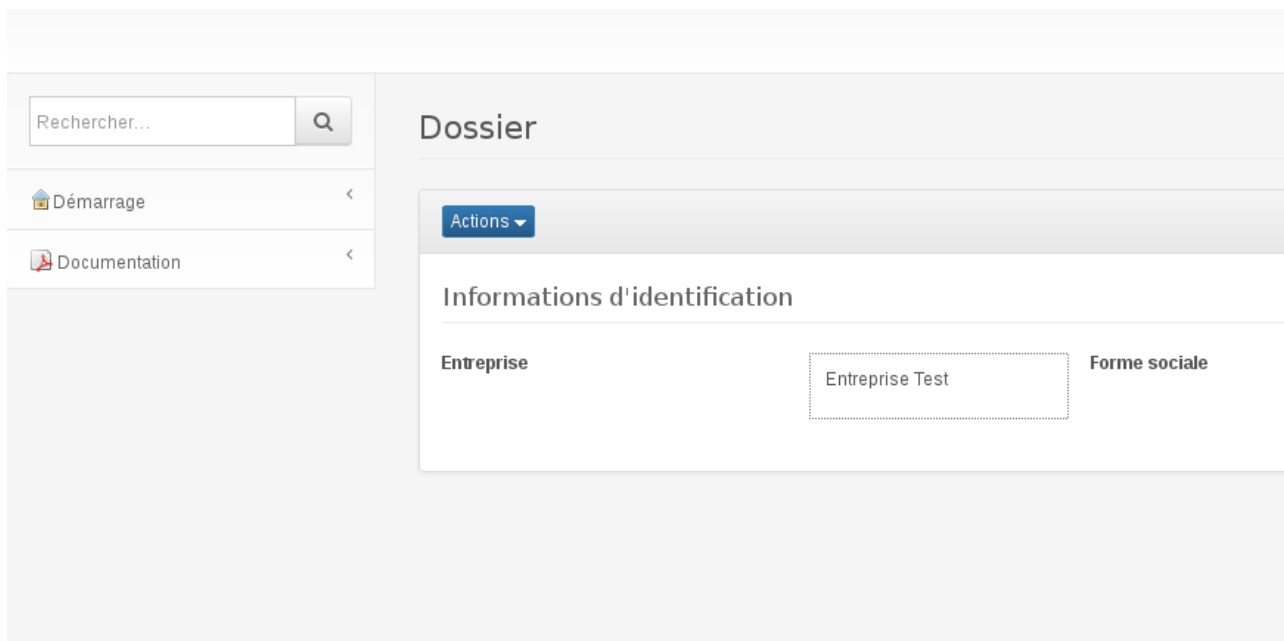 Rechercher...
Dossier
Démarrage
Actions
Documentation
Informations d'identification
Entreprise
Entreprise Test
Forme sociale